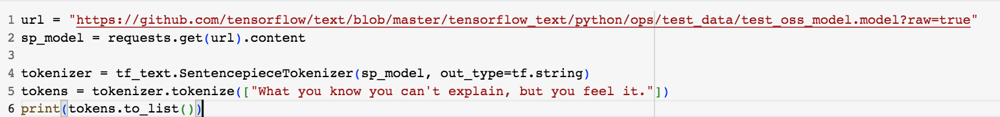 1 url = "https://github.com/tensorflow/text/blob/master/tensorflow_text/python/ops/test_data/test_oss_model.model?raw=true"
2 sp_model = requests.get(url).content
3
4 tokenizer = tf_text.SentencepieceTokenizer(sp_model, out_type=tf.string)
5 tokens = tokenizer.tokenize(["What you know you can't explain, but you feel it."])
6 print(tokens.to_list())